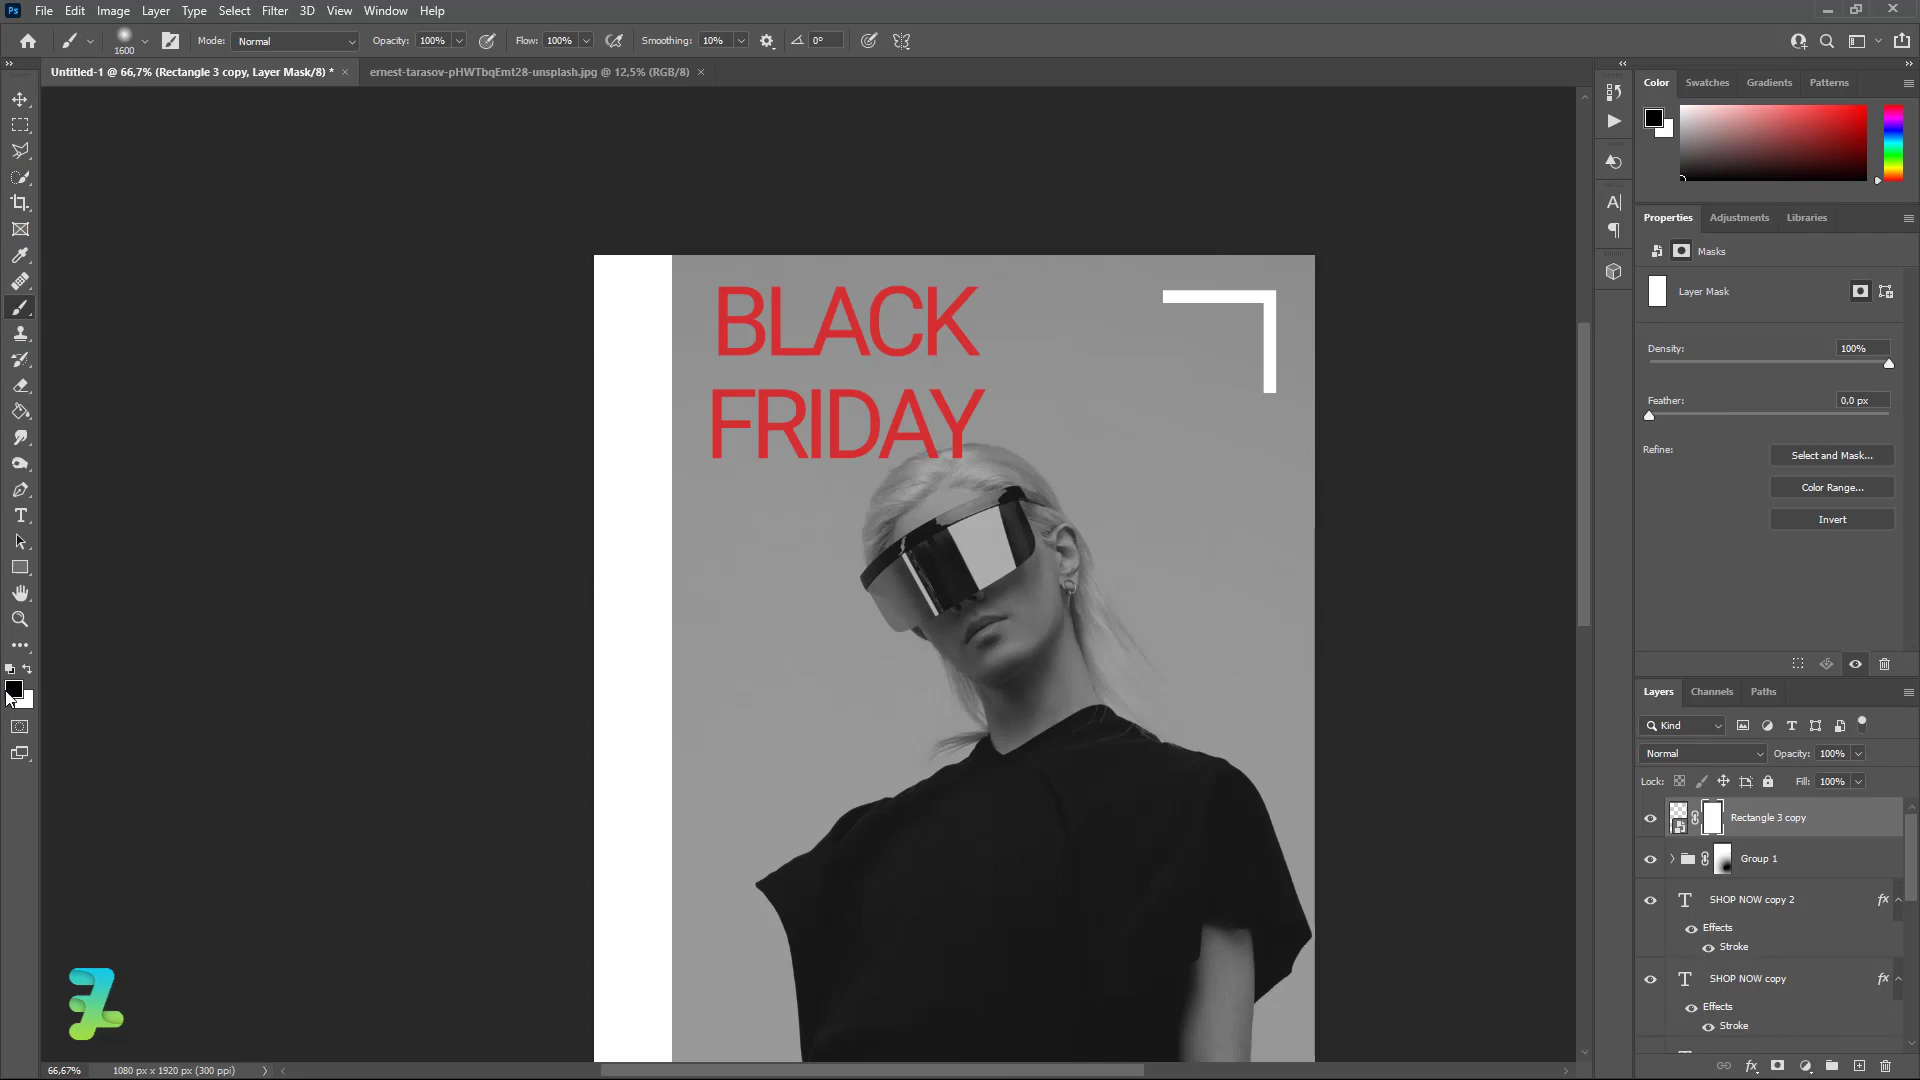 Ps File Edit Image Layer Type Select Filter 3D View Window Help
1600 Mode: Normal Opacity: 100% Flow: 100% Smoothing: 10% 0°
Untitled-1 @ 66,7% (Rectangle 3 copy, Layer Mask/8) * ernest-tarasov-pHWTbqEmt28-unsplash.jpg @ 12,5% (RGB/8)
Color Swatches Gradients Patterns
Properties Adjustments Libraries
Masks
Layer Mask
Density: 100%
Feather: 0,0 px
Refine: Select and Mask...
Color Range...
Invert
BLACK
FRIDAY
Layers Channels Paths
Kind
Normal Opacity: 100%
Lock: Fill: 100%
Rectangle 3 copy
Group 1
SHOP NOW copy 2 fx
Effects
Stroke
SHOP NOW copy fx
Effects
Stroke
66,67% 1080 px x 1920 px (300 ppi)
fx